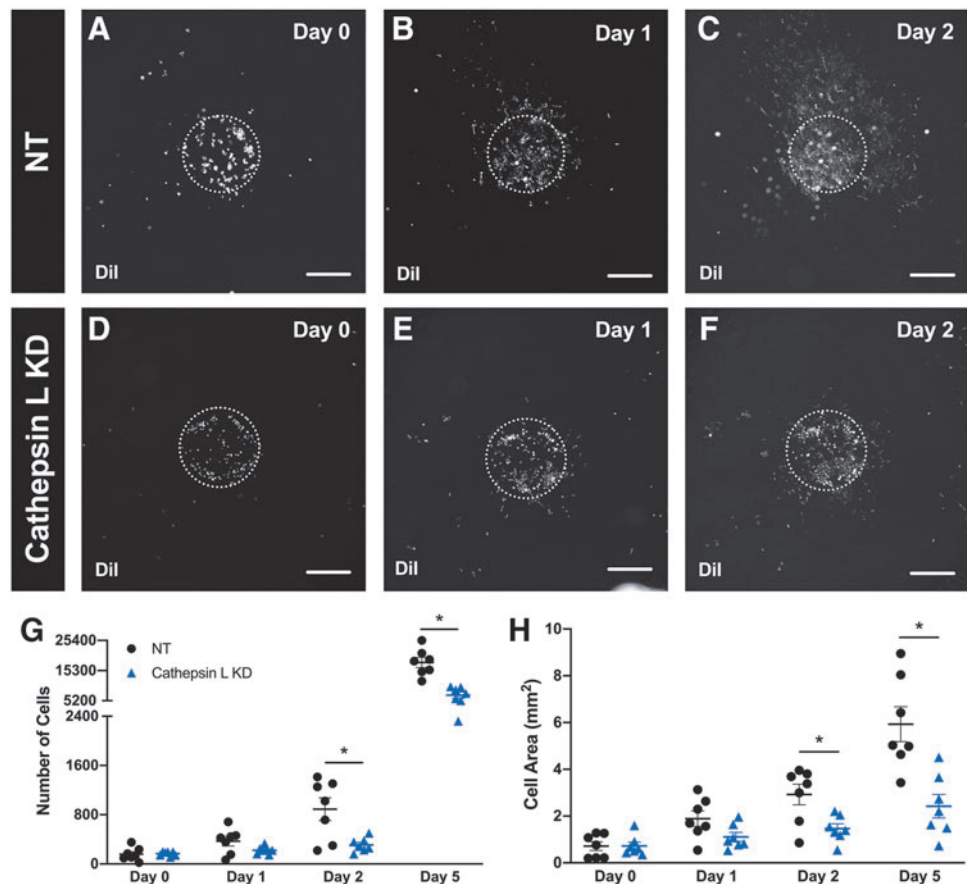 NT
A
Day 0
DiI
B
Day 1
C
Day 2
Cathepsin L KD
D
Day 0
DiI
E
Day 1
DiI
F
Day 2
DiI
G
25400
15300
5200
2400
1600
800
0
Number of Cells
NT
Cathepsin L KD
*
*
Day 0
Day 1
Day 2
Day 5
H
10
8
6
4
2
0
Cell Area (mm²)
*
*
Day 0
Day 1
Day 2
Day 5